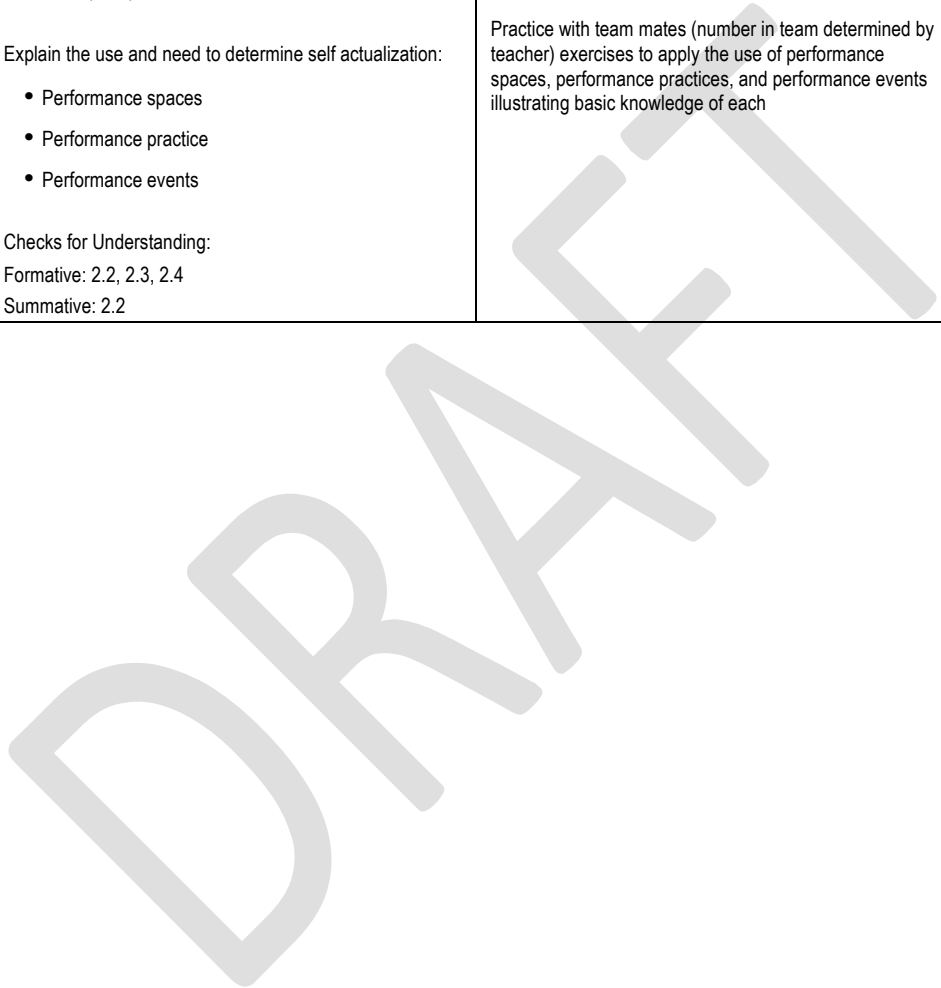 Explain the use and need to determine self actualization:
• Performance spaces
• Performance practice
• Performance events
Checks for Understanding:
Formative: 2.2, 2.3, 2.4
Summative: 2.2
Practice with team mates (number in team determined by
teacher) exercises to apply the use of performance
spaces, performance practices, and performance events
illustrating basic knowledge of each
DRAFT